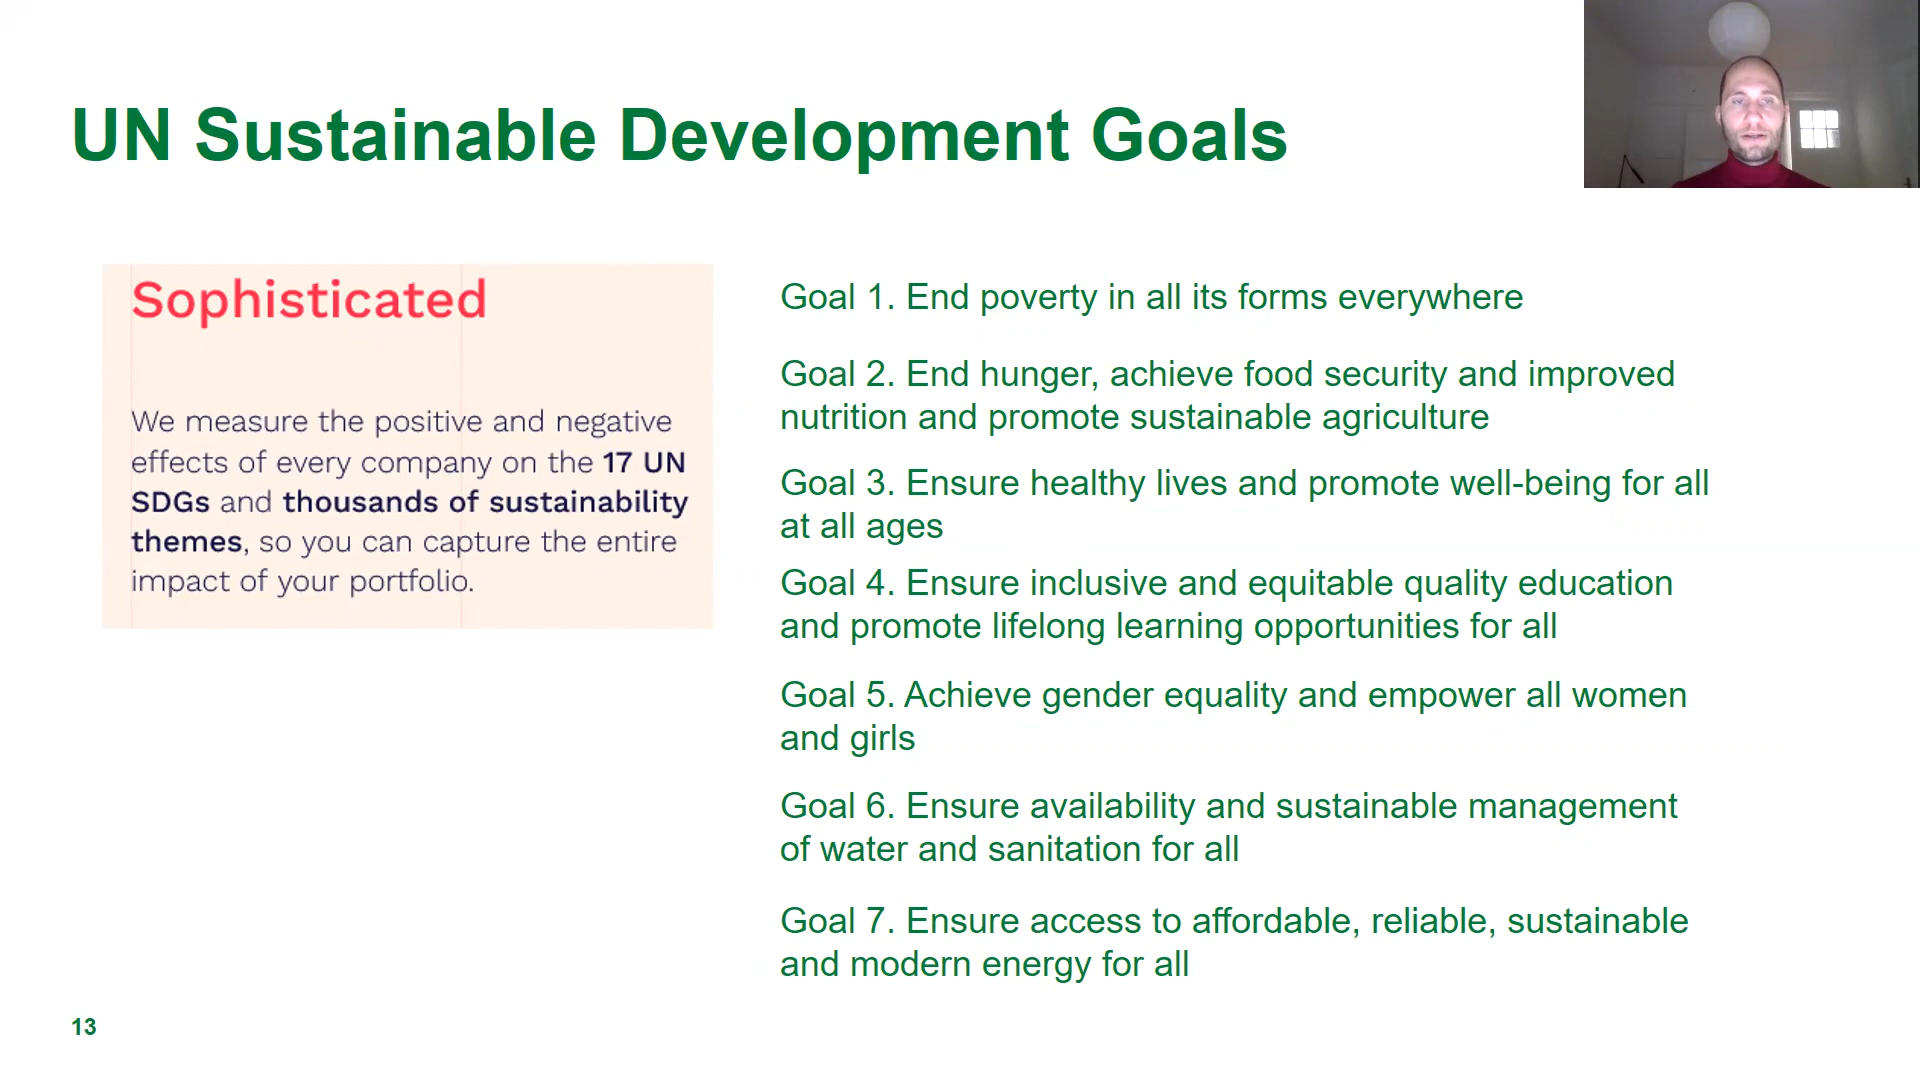 UN Sustainable Development Goals
Sophisticated
We measure the positive and negative
effects of every company on the 17 UN
SDGs and thousands of sustainability
themes, so you can capture the entire
impact of your portfolio.
Goal 1. End poverty in all its forms everywhere
Goal 2. End hunger, achieve food security and improved
nutrition and promote sustainable agriculture
Goal 3. Ensure healthy lives and promote well-being for all
at all ages
Goal 4. Ensure inclusive and equitable quality education
and promote lifelong learning opportunities for all
Goal 5. Achieve gender equality and empower all women
and girls
Goal 6. Ensure availability and sustainable management
of water and sanitation for all
Goal 7. Ensure access to affordable, reliable, sustainable
and modern energy for all
13